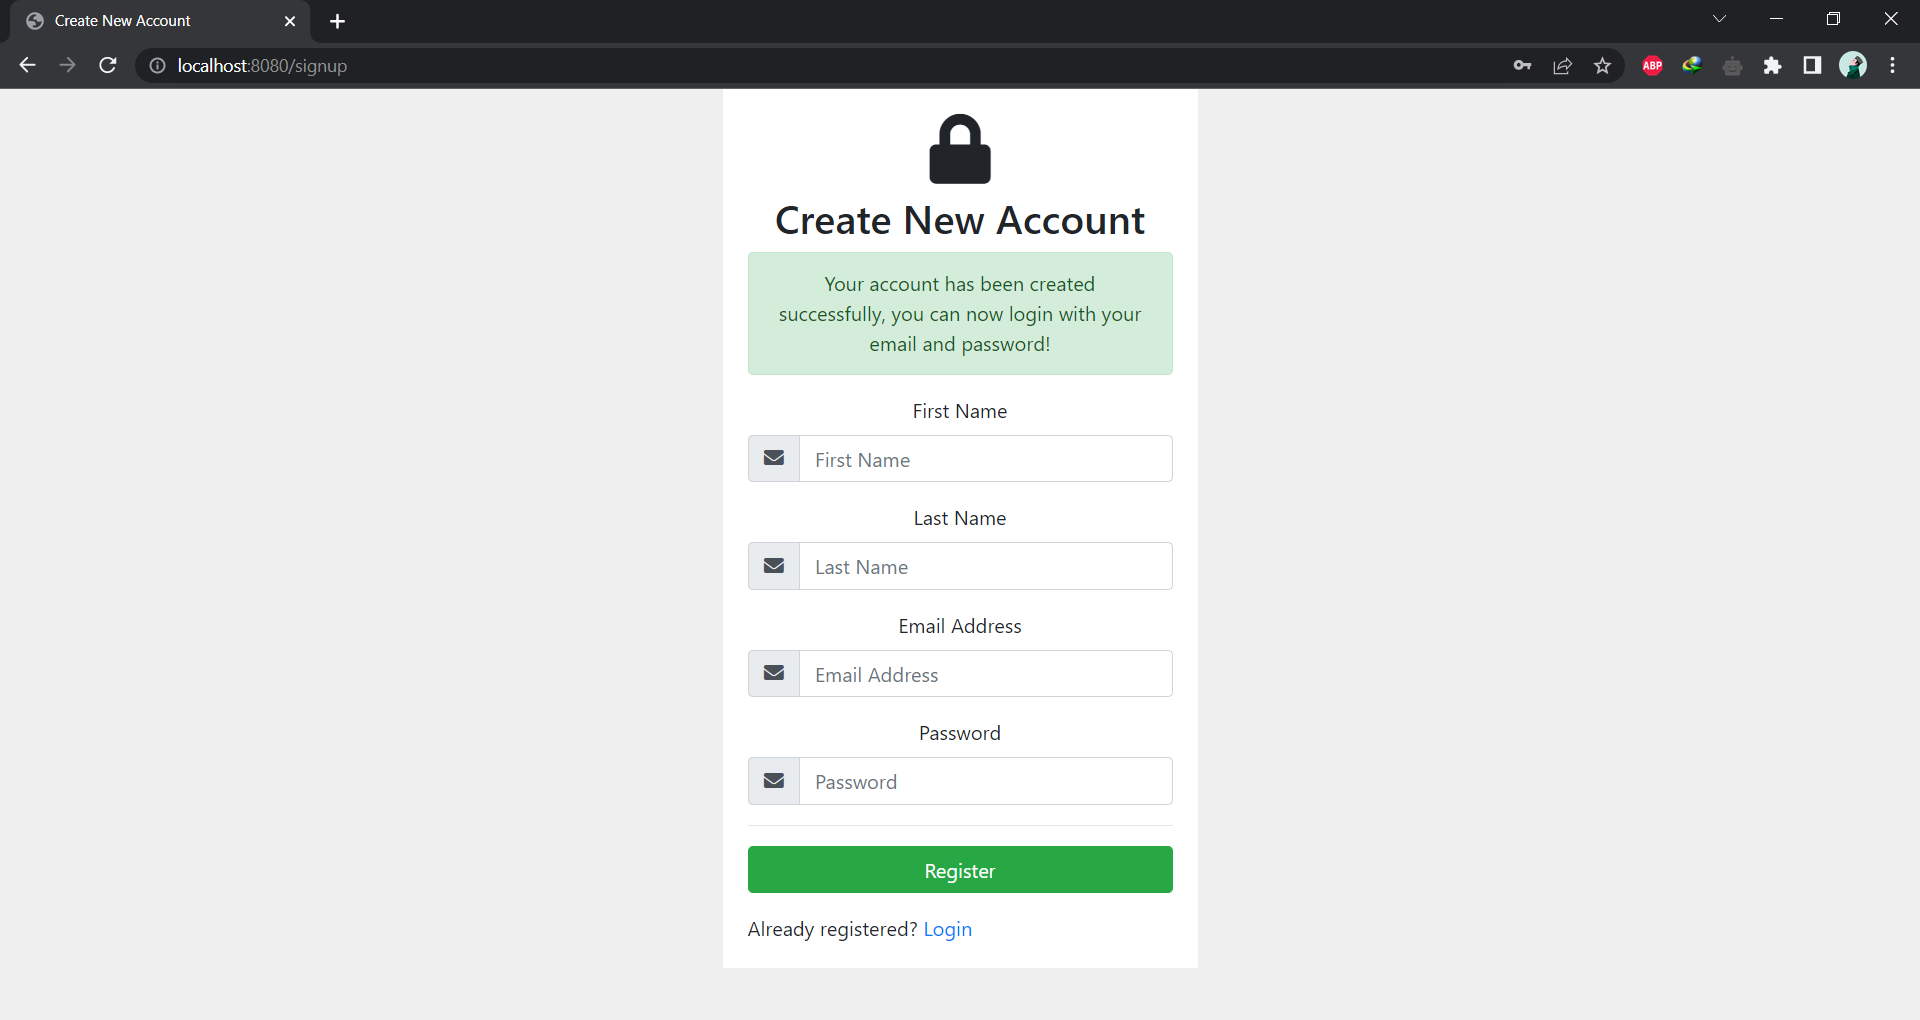 Create New Account
localhost:8080/signup
ABP
Create New Account
Your account has been created
successfully, you can now login with your
email and password!
First Name
First Name
Last Name
Last Name
Email Address
Email Address
Password
Password
Register
Already registered? Login